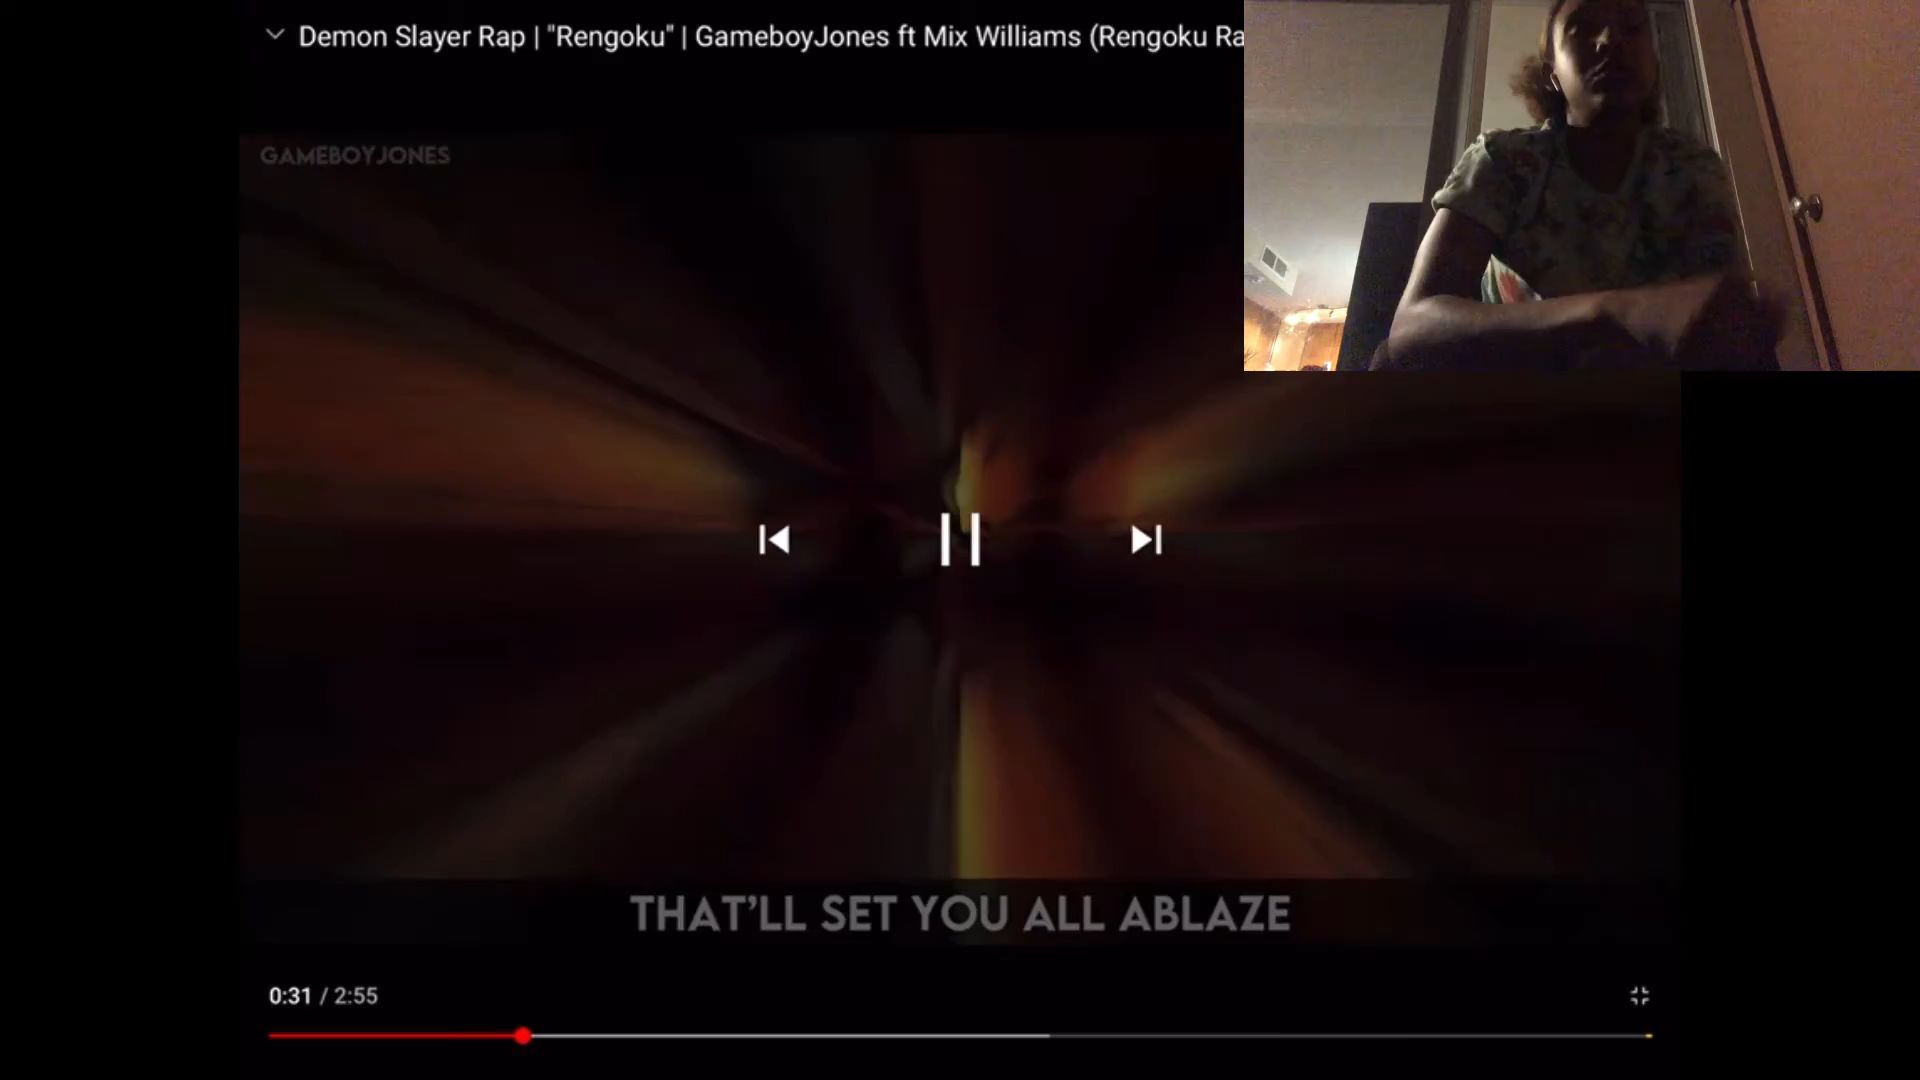 Demon Slayer Rap | "Rengoku" | GameboyJones ft Mix Williams (Rengoku Ra
GAMEBOYJONES
THAT'LL SET YOU ALL ABLAZE
0:31 / 2:55